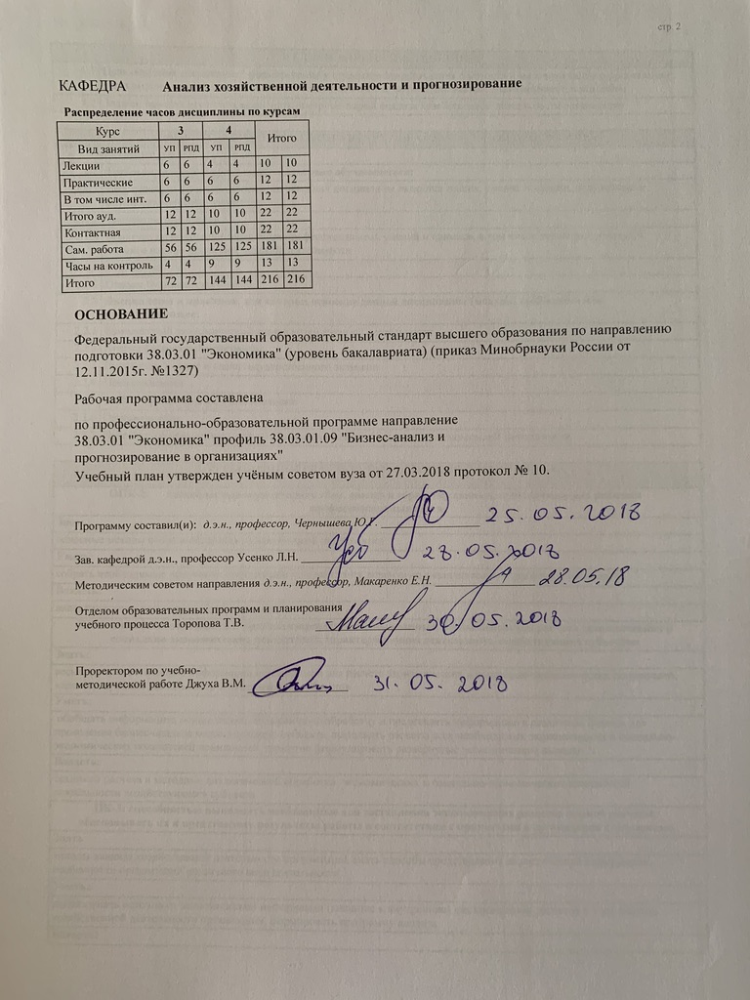 стр. 2
КАФЕДРА Анализ хозяйственной деятельности и прогнозирование
Распределение часов дисциплины по курсам
Курс 3 4 Итого
Вид занятий УП РПД УП РПД
Лекции 6 6 4 4 10 10
Практические 6 6 6 6 12 12
В том числе инт. 6 6 6 6 12 12
Итого ауд. 12 12 10 10 22 22
Контактная 12 12 10 10 22 22
Сам. работа 56 56 125 125 181 181
Часы на контроль 4 4 9 9 13 13
Итого 72 72 144 144 216 216
ОСНОВАНИЕ
Федеральный государственный образовательный стандарт высшего образования по направлению
подготовки 38.03.01 "Экономика" (уровень бакалавриата) (приказ Минобрнауки России от
12.11.2015г. №1327)
Рабочая программа составлена
по профессионально-образовательной программе направление
38.03.01 "Экономика" профиль 38.03.01.09 "Бизнес-анализ и
прогнозирование в организациях"
Учебный план утвержден учёным советом вуза от 27.03.2018 протокол № 10.
Программу составил(и): д.э.н., профессор, Чернышева Ю.Г. 25.05.2018
Зав. кафедрой д.э.н., профессор Усенко Л.Н. 28.05.2018
Методическим советом направления д.э.н., профессор, Макаренко Е.Н. 28.05.18
Отделом образовательных программ и планирования
учебного процесса Торопова Т.В. 30.05.2018
Проректором по учебно-
методической работе Джуха В.М. 31.05.2018